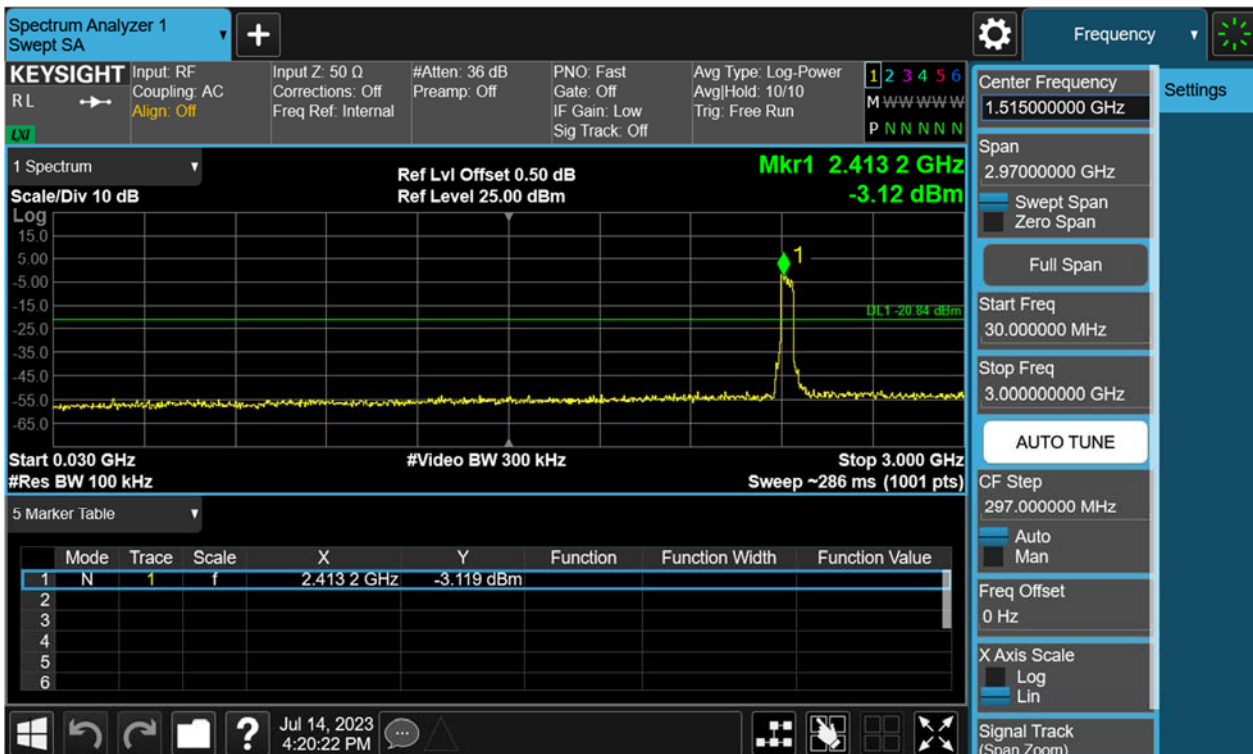 Spectrum Analyzer 1
Swept SA
Frequency
KEYSIGHT
R L
LXI
Input: RF
Coupling: AC
Align: Off
Input Z: 50 Ω
Corrections: Off
Freq Ref: Internal
#Atten: 36 dB
Preamp: Off
PNO: Fast
Gate: Off
IF Gain: Low
Sig Track: Off
Avg Type: Log-Power
Avg|Hold: 10/10
Trig: Free Run
1 2 3 4 5 6
M W W W W W
P N N N N N
1 Spectrum
Scale/Div 10 dB
Ref Lvl Offset 0.50 dB
Ref Level 25.00 dBm
Mkr1 2.413 2 GHz
-3.12 dBm
Log
15.0
5.00
-5.00
-15.0
-25.0
-35.0
-45.0
-55.0
-65.0
1
DL1 -20.84 dBm
Start 0.030 GHz
#Video BW 300 kHz
Stop 3.000 GHz
#Res BW 100 kHz
Sweep ~286 ms (1001 pts)
5 Marker Table
Mode Trace Scale X Y Function Function Width Function Value
1 N 1 f 2.413 2 GHz -3.119 dBm
2
3
4
5
6
Jul 14, 2023
4:20:22 PM
Center Frequency
1.515000000 GHz
Span
2.97000000 GHz
Swept Span
Zero Span
Full Span
Start Freq
30.000000 MHz
Stop Freq
3.000000000 GHz
AUTO TUNE
CF Step
297.000000 MHz
Auto
Man
Freq Offset
0 Hz
X Axis Scale
Log
Lin
Signal Track
(Span Zoom)
Settings